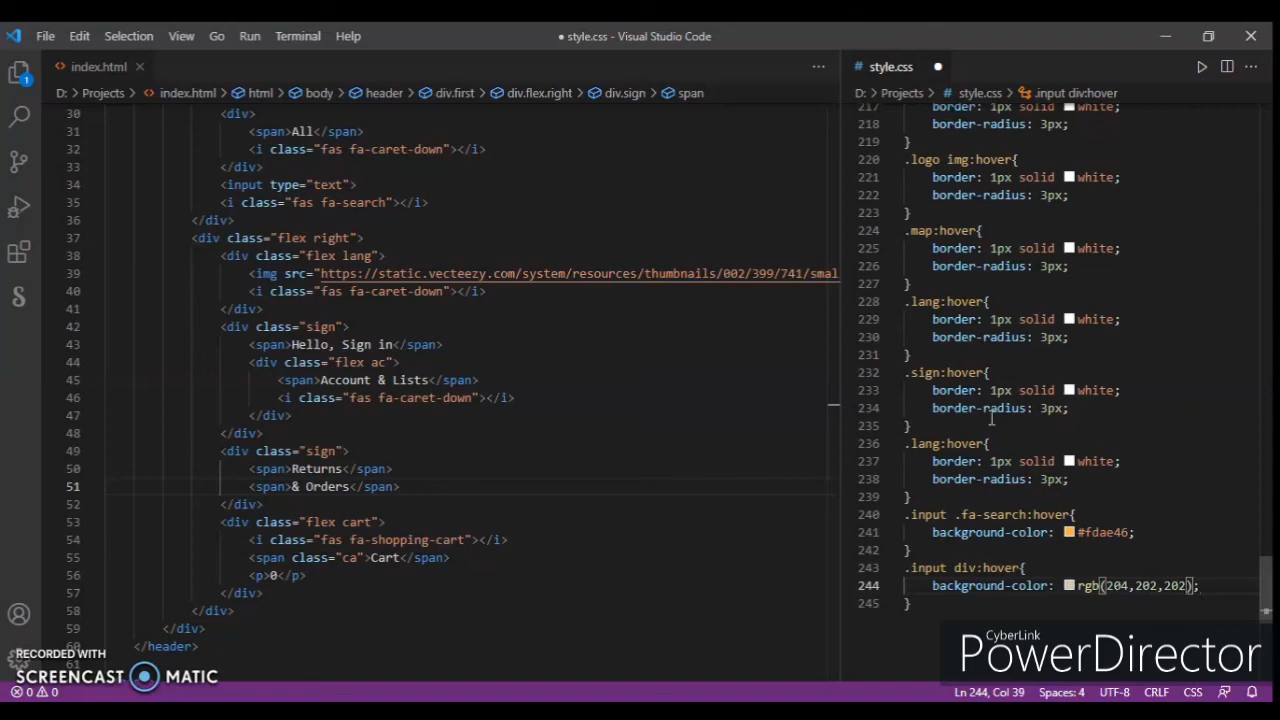 File Edit Selection View Go Run Terminal Help ● style.css - Visual Studio Code
index.html × ···
D: > Projects > index.html > html > body > header > div.first > div.flex.right > div.sign > span
30 <div>
31 <span>All</span>
32 <i class="fas fa-caret-down"></i>
33 </div>
34 <input type="text">
35 <i class="fas fa-search"></i>
36 </div>
37 <div class="flex right">
38 <div class="flex lang">
39 <img src="https://static.vecteezy.com/system/resources/thumbnails/002/399/741/smal
40 <i class="fas fa-caret-down"></i>
41 </div>
42 <div class="sign">
43 <span>Hello, Sign in</span>
44 <div class="flex ac">
45 <span>Account & Lists</span>
46 <i class="fas fa-caret-down"></i>
47 </div>
48 </div>
49 <div class="sign">
50 <span>Returns</span>
51 <span>& Orders</span>
52 </div>
53 <div class="flex cart">
54 <i class="fas fa-shopping-cart"></i>
55 <span class="ca">Cart</span>
56 <p>0</p>
57 </div>
58 </div>
59 </div>
60 </header>
61
# style.css ● ···
D: > Projects > # style.css > .input div:hover
217 border: 1px solid white;
218 border-radius: 3px;
219 }
220 .logo img:hover{
221 border: 1px solid white;
222 border-radius: 3px;
223 }
224 .map:hover{
225 border: 1px solid white;
226 border-radius: 3px;
227 }
228 .lang:hover{
229 border: 1px solid white;
230 border-radius: 3px;
231 }
232 .sign:hover{
233 border: 1px solid white;
234 border-radius: 3px;
235 }
236 .lang:hover{
237 border: 1px solid white;
238 border-radius: 3px;
239 }
240 .input .fa-search:hover{
241 background-color: #fdae46;
242 }
243 .input div:hover{
244 background-color: rgb(204,202,202);
245 }
1
RECORDED WITH
SCREENCAST MATIC
CyberLink
PowerDirector
0 0 Ln 244, Col 39 Spaces: 4 UTF-8 CRLF CSS